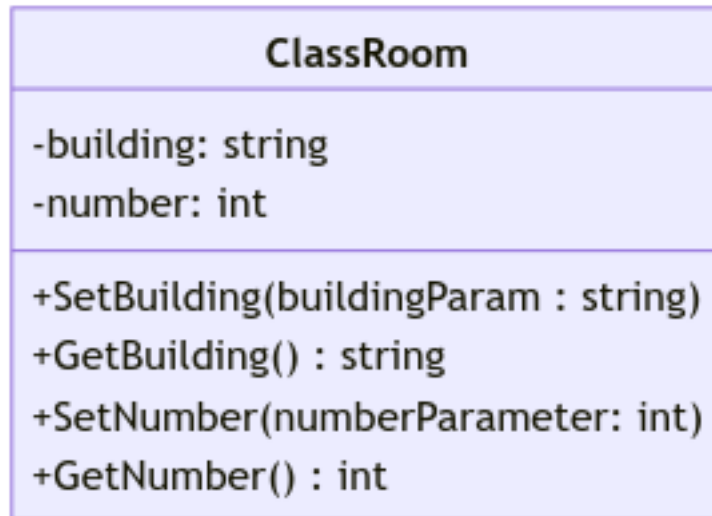 ClassRoom
-building: string
-number: int
+SetBuilding(buildingParam : string)
+GetBuilding() : string
+SetNumber(numberParameter: int)
+GetNumber() : int